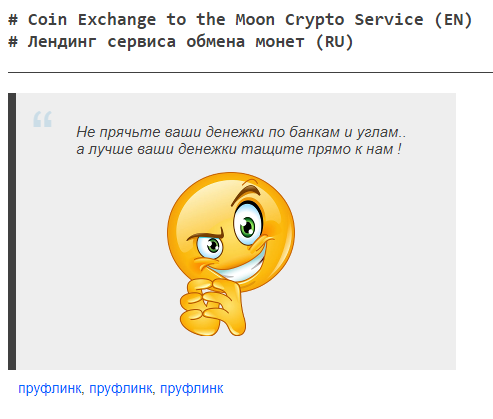 # Coin Exchange to the Moon Crypto Service (EN)
# Лендинг сервиса обмена монет (RU)
“
Не прячьте ваши денежки по банкам и углам..
а лучше ваши денежки тащите прямо к нам !
пруфлинк, пруфлинк, пруфлинк